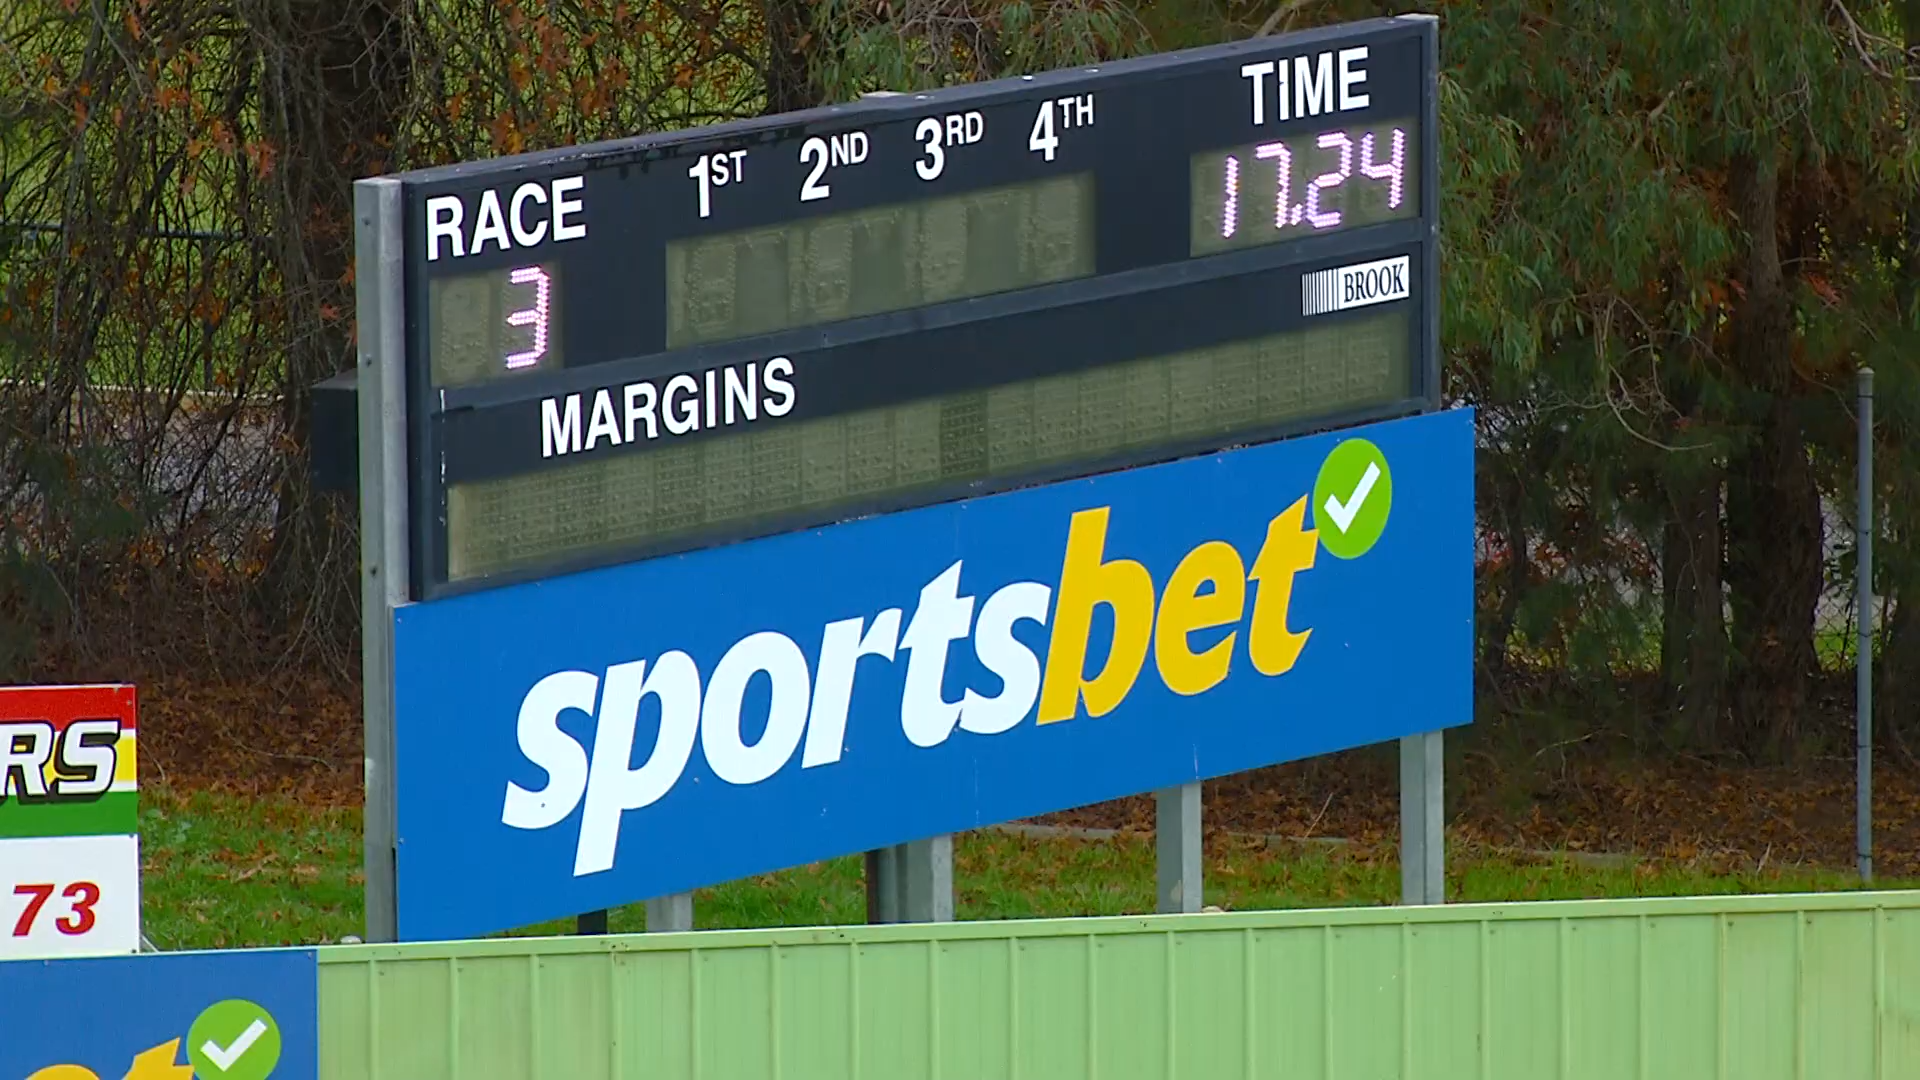 RACE 1ST 2ND 3RD 4TH TIME
3 17.24
BROOK
MARGINS
sportsbet
RS
73